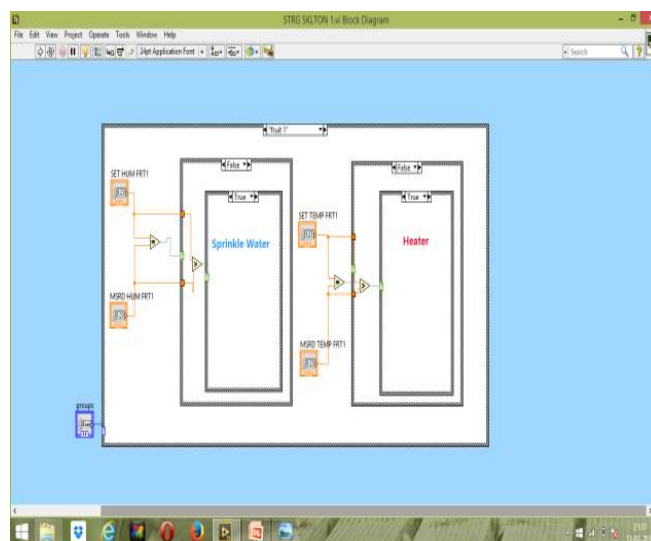 STRG SKLTON 1.vi Block Diagram
File Edit View Project Operate Tools Window Help
24pt Application Font
Search
"fruit 1"
False
False
SET HUM FRT1
True
True
SET TEMP FRT1
Sprinkle Water
Heater
MSRD HUM FRT1
MSRD TEMP FRT1
groups